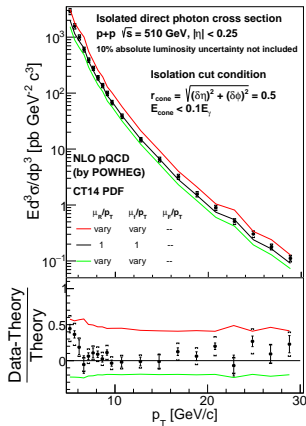 Isolated direct photon cross section
p+p √s = 510 GeV, |η| < 0.25
10% absolute luminosity uncertainty not included
Isolation cut condition
r_cone = √((δη)² + (δφ)²) = 0.5
E_cone < 0.1E_γ
Ed³σ/dp³ [pb GeV⁻² c³]
10³
10²
10
1
10⁻¹
NLO pQCD
(by POWHEG)
CT14 PDF
μ_R/p_T μ_f/p_T μ_F/p_T
vary vary --
1 1 --
vary vary --
Data-Theory
Theory
1
0.5
0
10 20 30
p_T [GeV/c]